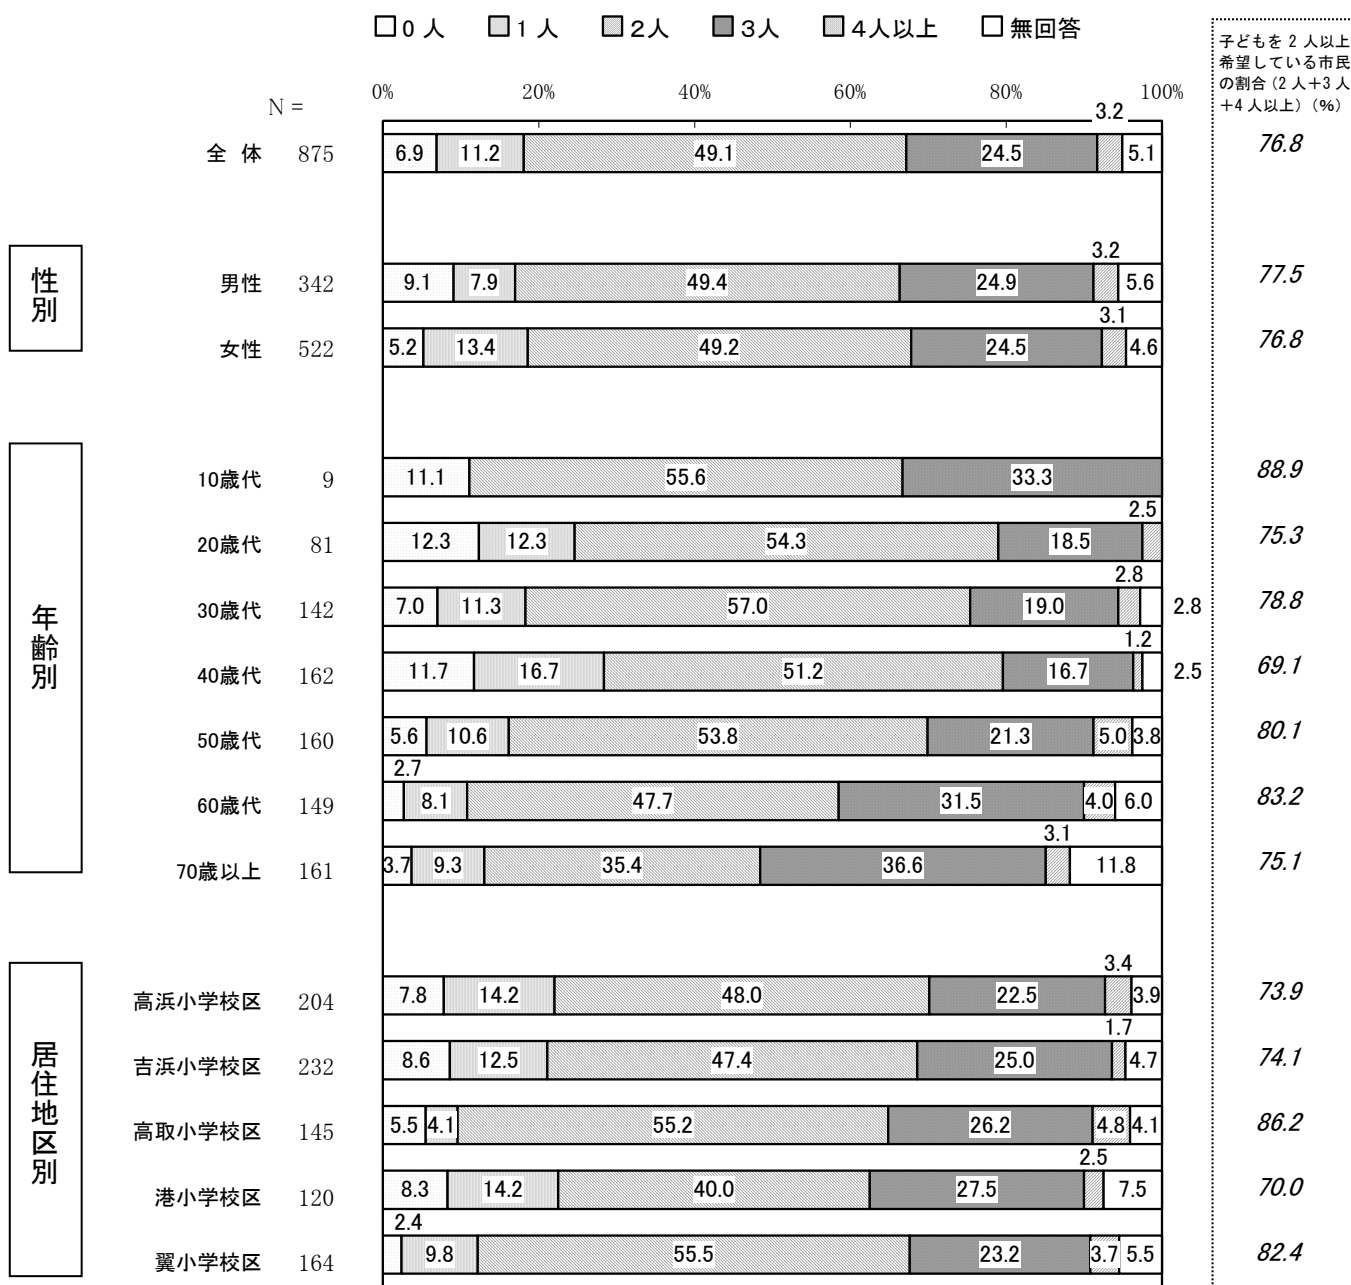 0 人 1 人 2人 3人 4人以上 無回答
子どもを 2 人以上
希望している市民
の割合 (2 人+3 人
+4 人以上) (%)
N = 0% 20% 40% 60% 80% 100%
3.2
全 体 875 6.9 11.2 49.1 24.5 5.1 76.8
性別
3.2
男性 342 9.1 7.9 49.4 24.9 5.6 77.5
3.1
女性 522 5.2 13.4 49.2 24.5 4.6 76.8
年齢別
10歳代 9 11.1 55.6 33.3 88.9
2.5
20歳代 81 12.3 12.3 54.3 18.5 75.3
2.8
30歳代 142 7.0 11.3 57.0 19.0 2.8 78.8
1.2
40歳代 162 11.7 16.7 51.2 16.7 2.5 69.1
50歳代 160 5.6 10.6 53.8 21.3 5.0 3.8 80.1
2.7
60歳代 149 8.1 47.7 31.5 4.0 6.0 83.2
3.1
70歳以上 161 3.7 9.3 35.4 36.6 11.8 75.1
居住地区別
3.4
高浜小学校区 204 7.8 14.2 48.0 22.5 3.9 73.9
1.7
吉浜小学校区 232 8.6 12.5 47.4 25.0 4.7 74.1
高取小学校区 145 5.5 4.1 55.2 26.2 4.8 4.1 86.2
2.5
港小学校区 120 8.3 14.2 40.0 27.5 7.5 70.0
2.4
翼小学校区 164 9.8 55.5 23.2 3.7 5.5 82.4